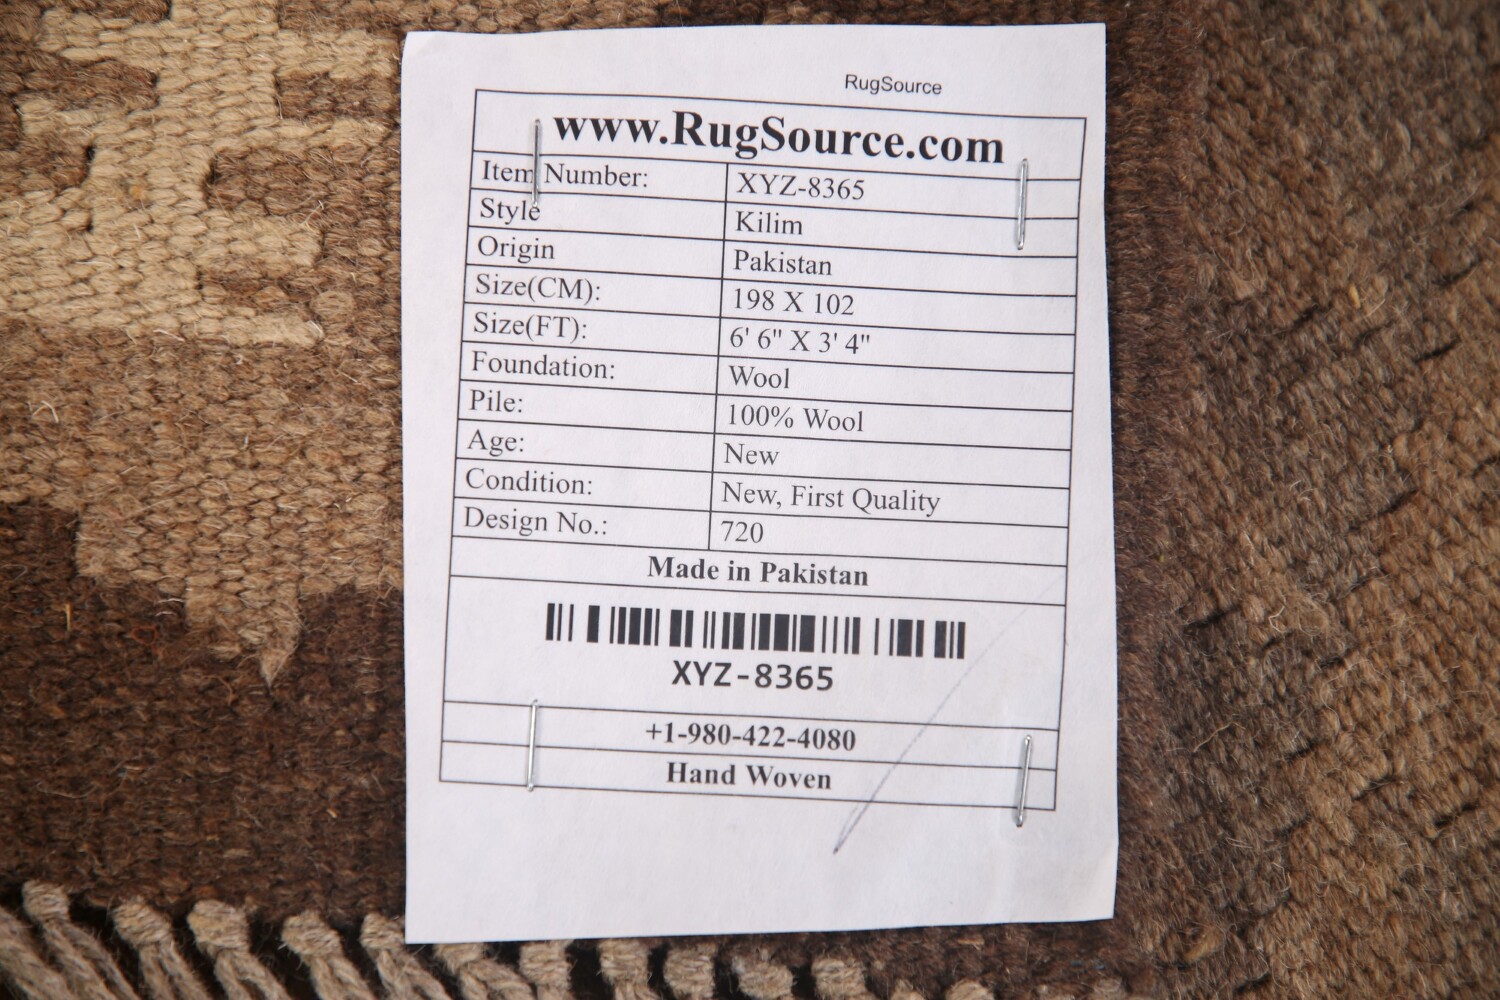 RugSource
www.RugSource.com
Item Number: XYZ-8365
Style Kilim
Origin Pakistan
Size(CM): 198 X 102
Size(FT): 6' 6" X 3' 4"
Foundation: Wool
Pile: 100% Wool
Age: New
Condition: New, First Quality
Design No.: 720
Made in Pakistan
XYZ-8365
+1-980-422-4080
Hand Woven